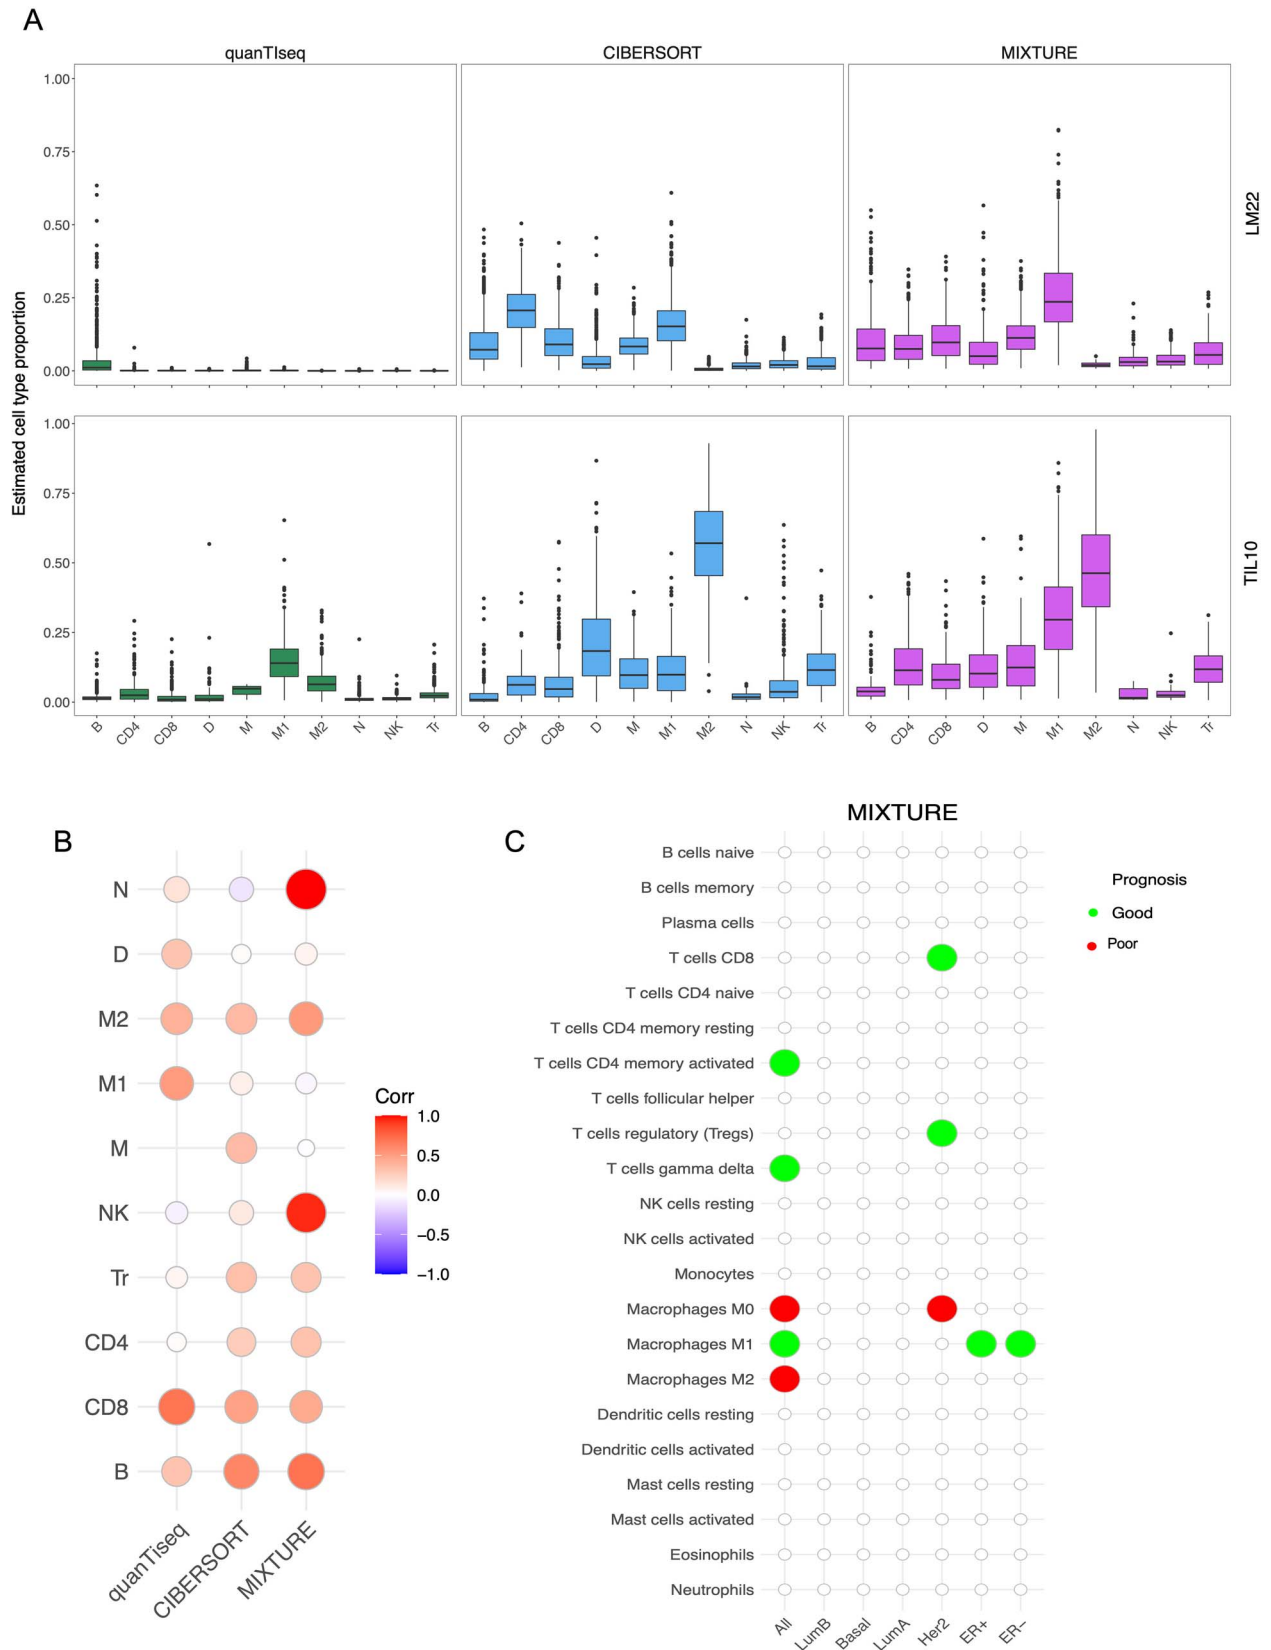 A
quanTIseq CIBERSORT MIXTURE
Estimated cell type proportion
1.00
0.75
0.50
0.25
0.00
LM22
1.00
0.75
0.50
0.25
0.00
TIL10
B CD4 CD8 D M M1 M2 N NK Tr
B CD4 CD8 D M M1 M2 N NK Tr
B CD4 CD8 D M M1 M2 N NK Tr
B
N
D
M2
M1
M
NK
Tr
CD4
CD8
B
quanTiseq CIBERSORT MIXTURE
Corr
1.0
0.5
0.0
−0.5
−1.0
C
MIXTURE
B cells naive
B cells memory
Plasma cells
T cells CD8
T cells CD4 naive
T cells CD4 memory resting
T cells CD4 memory activated
T cells follicular helper
T cells regulatory (Tregs)
T cells gamma delta
NK cells resting
NK cells activated
Monocytes
Macrophages M0
Macrophages M1
Macrophages M2
Dendritic cells resting
Dendritic cells activated
Mast cells resting
Mast cells activated
Eosinophils
Neutrophils
All LumB Basal LumA Her2 ER+ ER−
Prognosis
Good
Poor